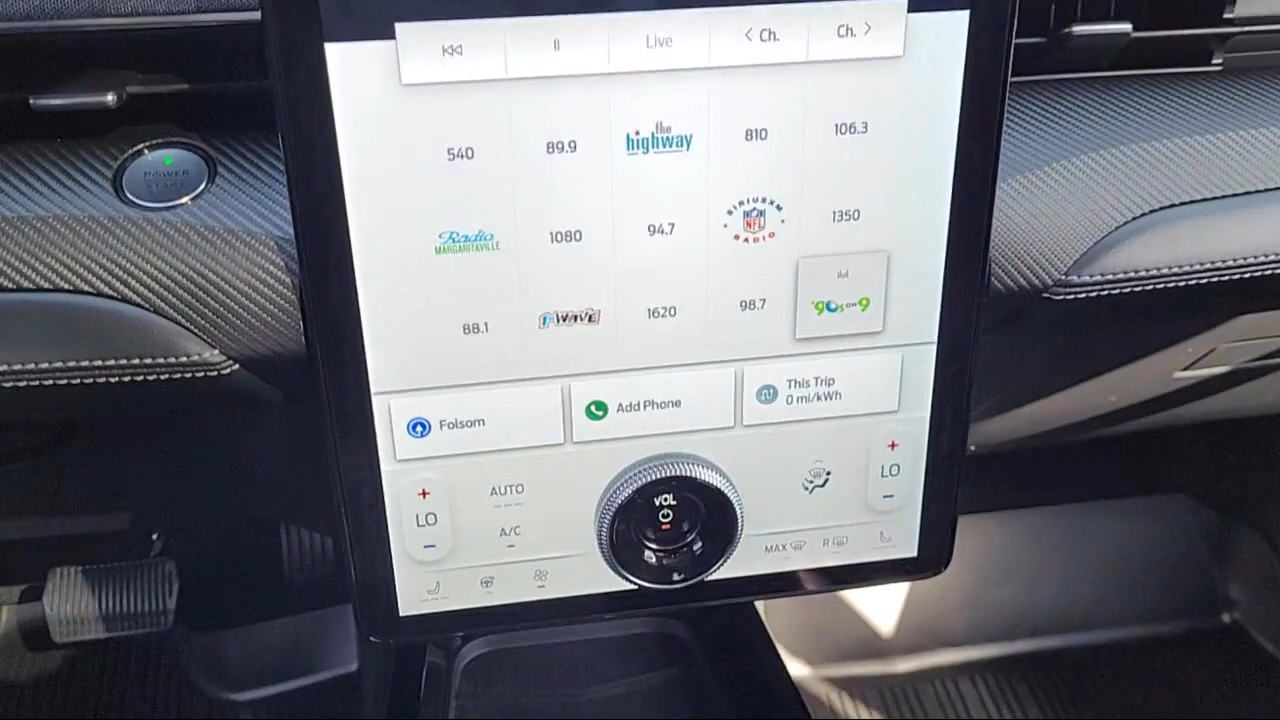 Live
< Ch.
Ch. >
540
89.9
the
highway
810
106.3
Radio
MARGARITAVILLE
1080
94.7
SIRIUSXM
NFL
RADIO
1350
88.1
1st WAVE
1620
98.7
'90s ON 9
Folsom
Add Phone
This Trip
0 mi/kWh
+
LO
−
AUTO
A/C
VOL
+
LO
−
MAX
R
POWER
START